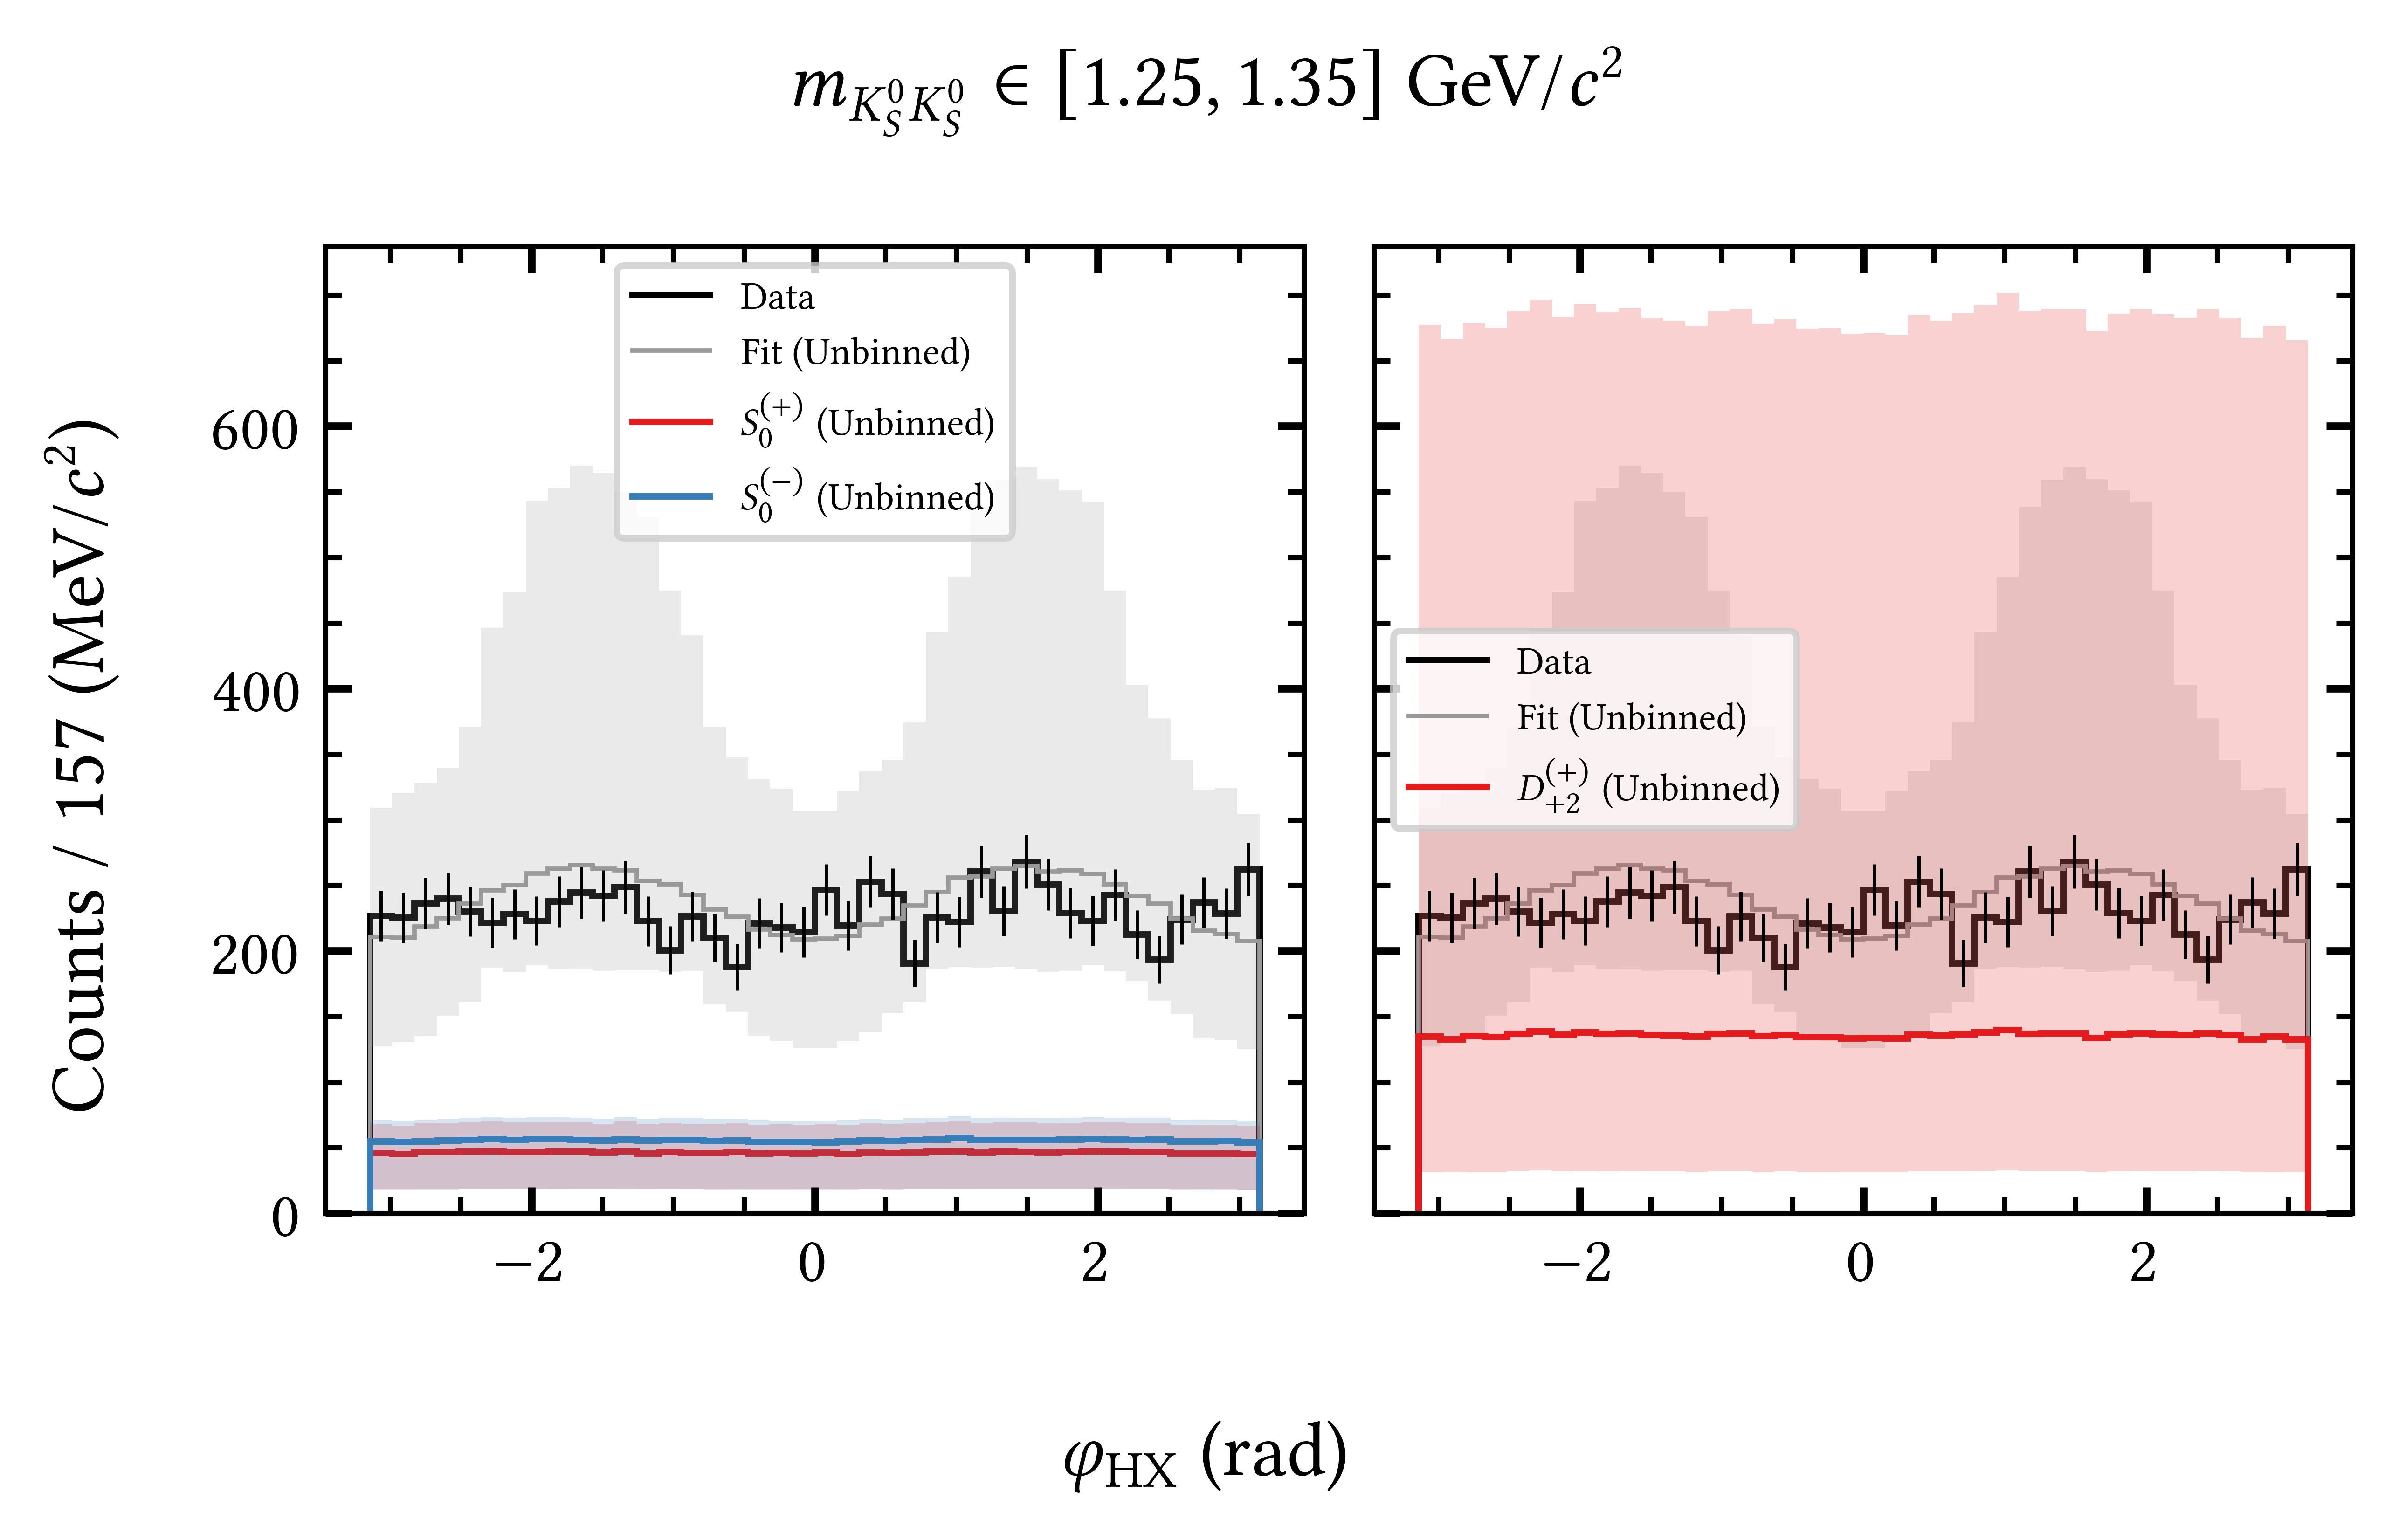 m_{K_S^0 K_S^0} ∈ [1.25, 1.35] GeV/c²
Counts / 157 (MeV/c²)
600
400
200
0
Data
Fit (Unbinned)
S_0^{(+)} (Unbinned)
S_0^{(−)} (Unbinned)
−2 0 2
Data
Fit (Unbinned)
D_{+2}^{(+)} (Unbinned)
−2 0 2
φ_{HX} (rad)